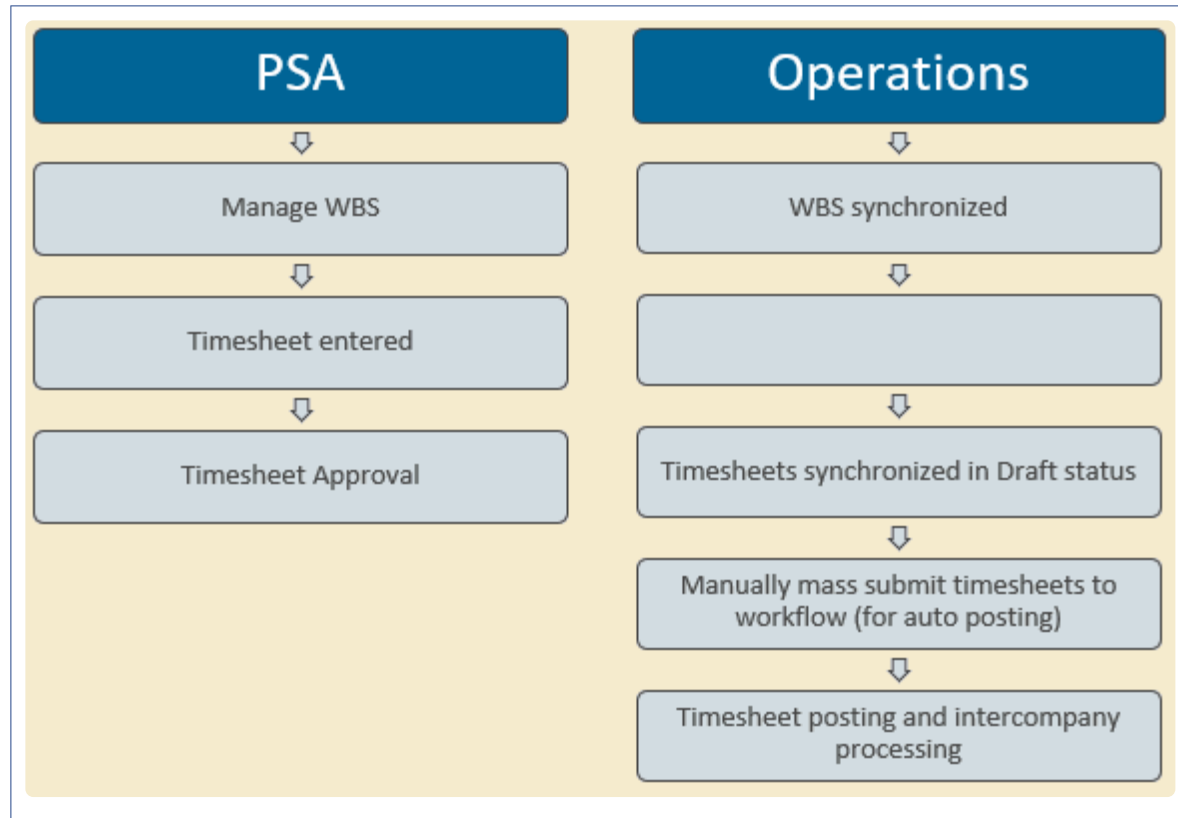 PSA
Manage WBS
Timesheet entered
Timesheet Approval
Operations
WBS synchronized
Timesheets synchronized in Draft status
Manually mass submit timesheets to
workflow (for auto posting)
Timesheet posting and intercompany
processing